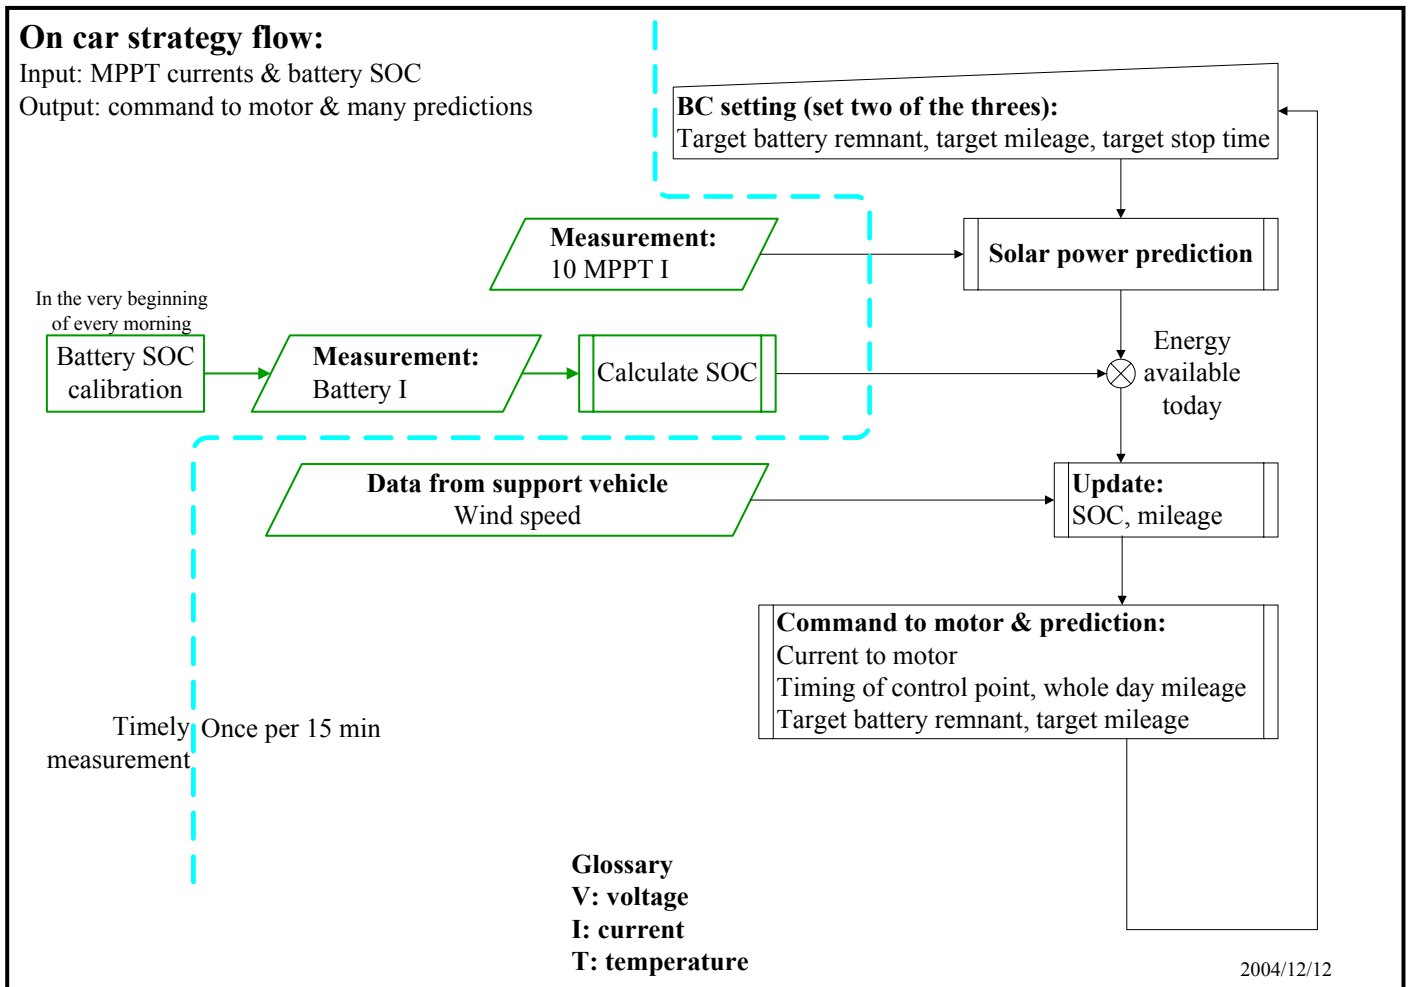 On car strategy flow:
Input: MPPT currents & battery SOC
Output: command to motor & many predictions
BC setting (set two of the threes):
Target battery remnant, target mileage, target stop time
Measurement:
10 MPPT I
Solar power prediction
In the very beginning
of every morning
Battery SOC
calibration
Measurement:
Battery I
Calculate SOC
Energy
available
today
Data from support vehicle
Wind speed
Update:
SOC, mileage
Command to motor & prediction:
Current to motor
Timing of control point, whole day mileage
Target battery remnant, target mileage
Timely
measurement
Once per 15 min
Glossary
V: voltage
I: current
T: temperature
2004/12/12